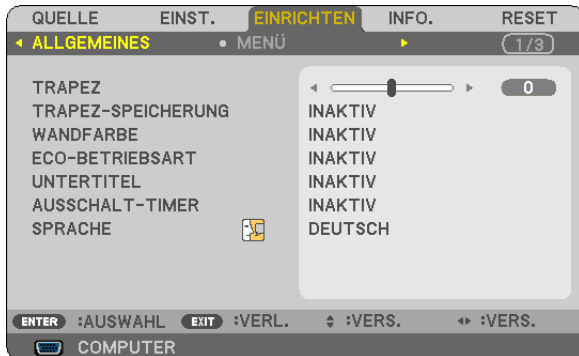 QUELLE EINST. EINRICHTEN INFO. RESET
ALLGEMEINES • MENÜ (1/3)
TRAPEZ 0
TRAPEZ-SPEICHERUNG INAKTIV
WANDFARBE INAKTIV
ECO-BETRIEBSART INAKTIV
UNTERTITEL INAKTIV
AUSSCHALT-TIMER INAKTIV
SPRACHE DEUTSCH
ENTER :AUSWAHL EXIT :VERL. :VERS. :VERS.
COMPUTER